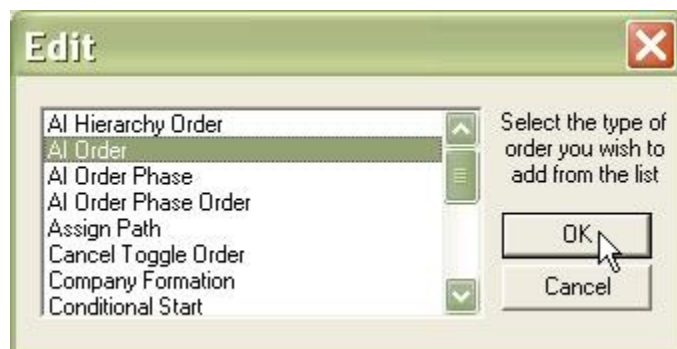 Edit
AI Hierarchy Order
AI Order
AI Order Phase
AI Order Phase Order
Assign Path
Cancel Toggle Order
Company Formation
Conditional Start
Select the type of
order you wish to
add from the list
OK
Cancel